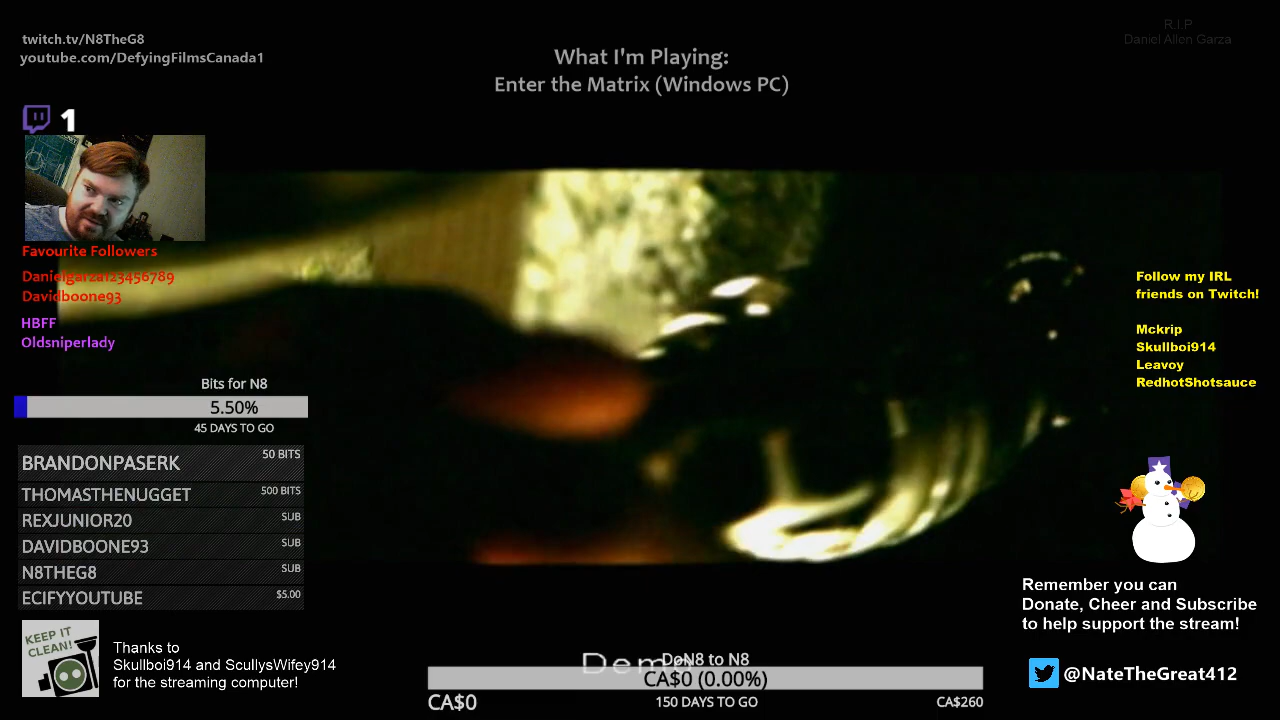 twitch.tv/N8TheG8
youtube.com/DefyingFilmsCanada1
What I'm Playing:
Enter the Matrix (Windows PC)
R.I.P
Daniel Allen Garza
1
Favourite Followers
Danielgarza123456789
Davidboone93
HBFF
Oldsniperlady
Bits for N8
5.50%
45 DAYS TO GO
BRANDONPASERK 50 BITS
THOMASTHENUGGET 500 BITS
REXJUNIOR20 SUB
DAVIDBOONE93 SUB
N8THEG8 SUB
ECIFYYOUTUBE $5.00
KEEP IT
CLEAN!
Thanks to
Skullboi914 and ScullysWifey914
for the streaming computer!
Demo
DoN8 to N8
CA$0 (0.00%)
CA$0 150 DAYS TO GO CA$260
Follow my IRL
friends on Twitch!
Mckrip
Skullboi914
Leavoy
RedhotShotsauce
Remember you can
Donate, Cheer and Subscribe
to help support the stream!
@NateTheGreat412